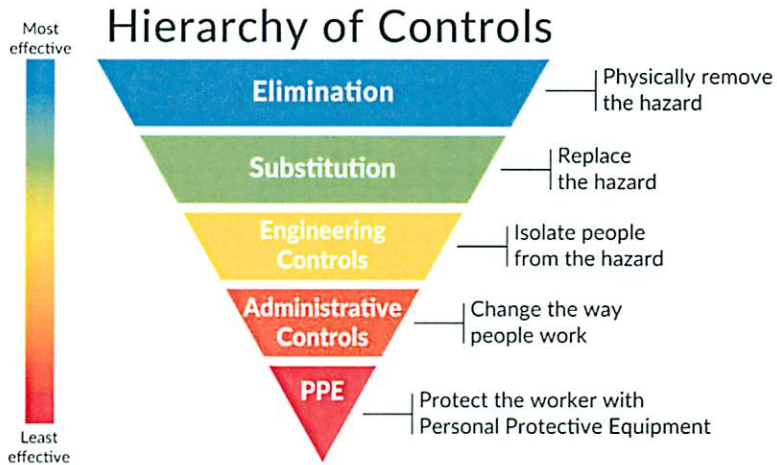 Hierarchy of Controls
Most
effective
Elimination
Physically remove
the hazard
Substitution
Replace
the hazard
Engineering
Controls
Isolate people
from the hazard
Administrative
Controls
Change the way
people work
PPE
Protect the worker with
Personal Protective Equipment
Least
effective